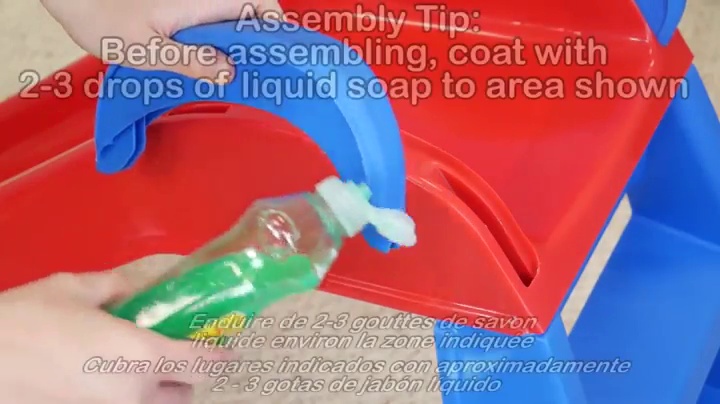 Assembly Tip:
Before assembling, coat with
2-3 drops of liquid soap to area shown
Enduire de 2-3 gouttes de savon
liquide environ la zone indiquée
Cubra los lugares indicados con aproximadamente
2 - 3 gotas de jabón líquido